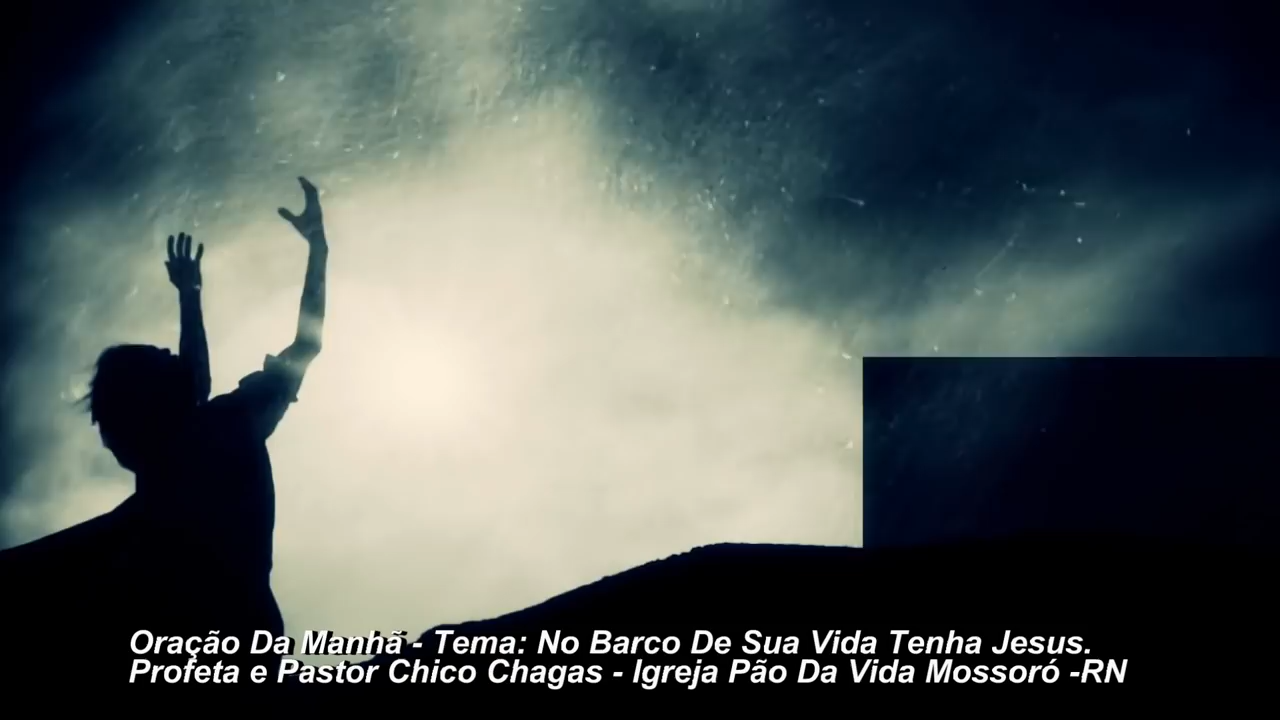 Oração Da Manhã - Tema: No Barco De Sua Vida Tenha Jesus.
Profeta e Pastor Chico Chagas - Igreja Pão Da Vida Mossoró -RN